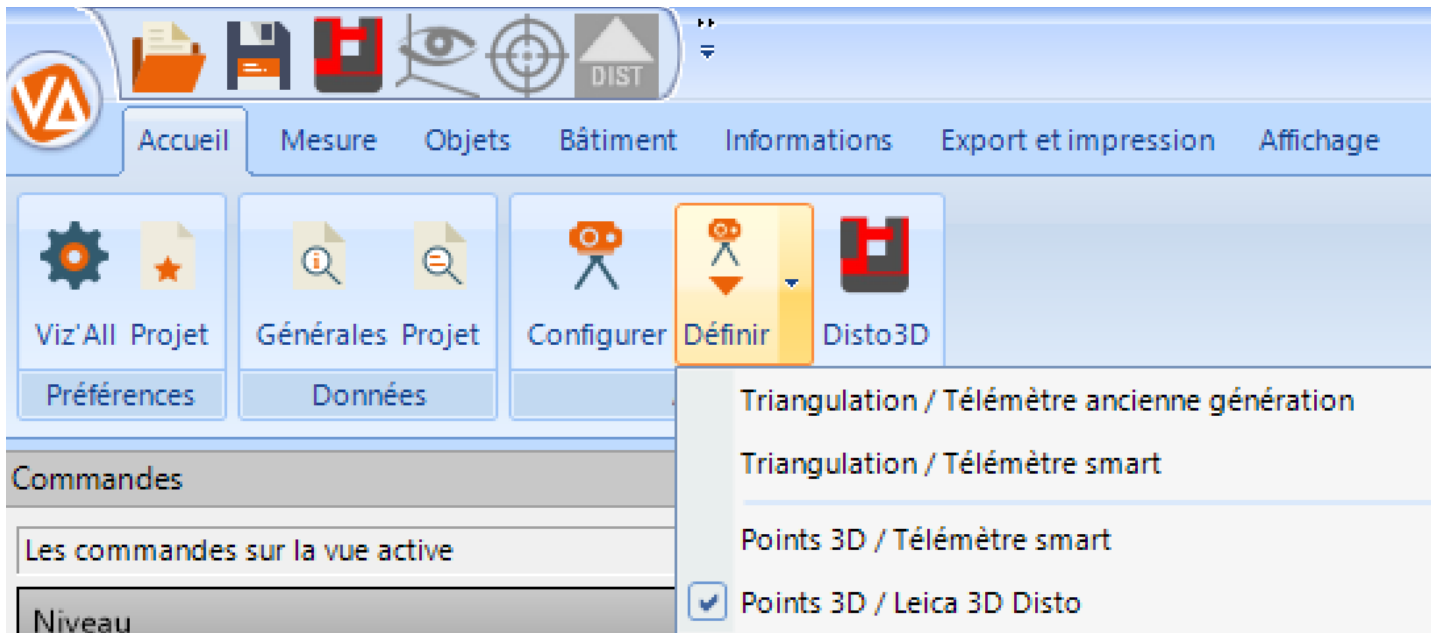 DIST
Accueil Mesure Objets Bâtiment Informations Export et impression Affichage
Viz'All Projet Générales Projet Configurer Définir Disto3D
Préférences Données
Triangulation / Télémètre ancienne génération
Commandes
Triangulation / Télémètre smart
Les commandes sur la vue active
Points 3D / Télémètre smart
Niveau
Points 3D / Leica 3D Disto